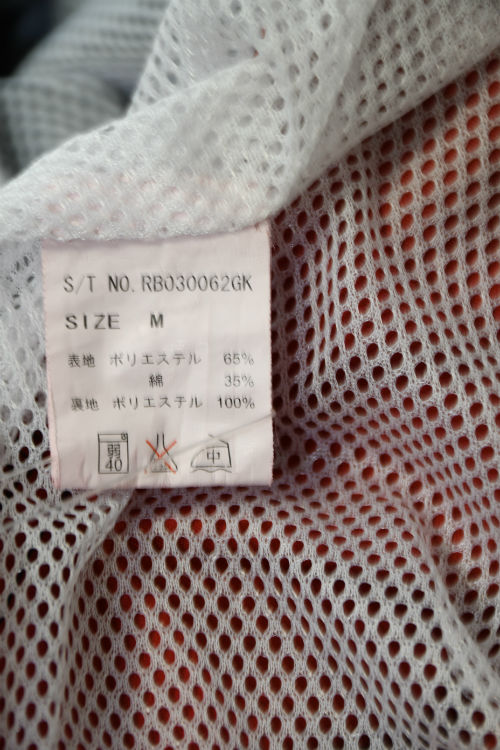 S/T NO. RB030062GK
SIZE M
表地 ポリエステル 65%
綿 35%
裏地 ポリエステル 100%
弱
40
中